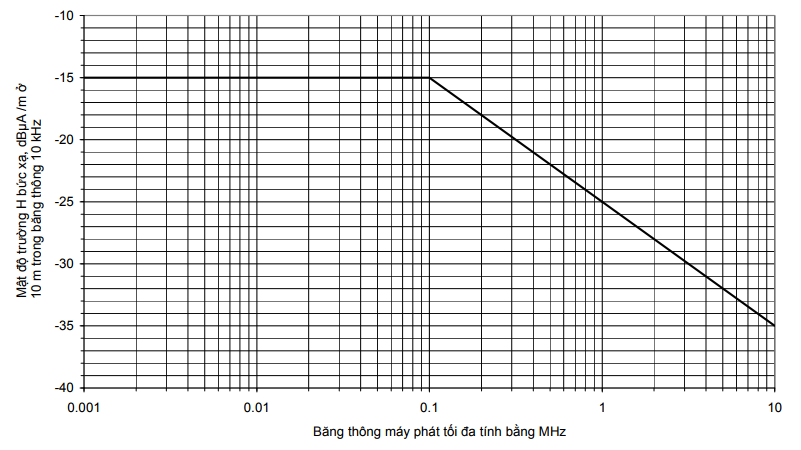 -10
-15
-20
-25
-30
-35
-40
Mật độ trường H bức xạ, dBµA /m ở
10 m trong băng thông 10 kHz
0.001 0.01 0.1 1 10
Băng thông máy phát tối đa tính bằng MHz